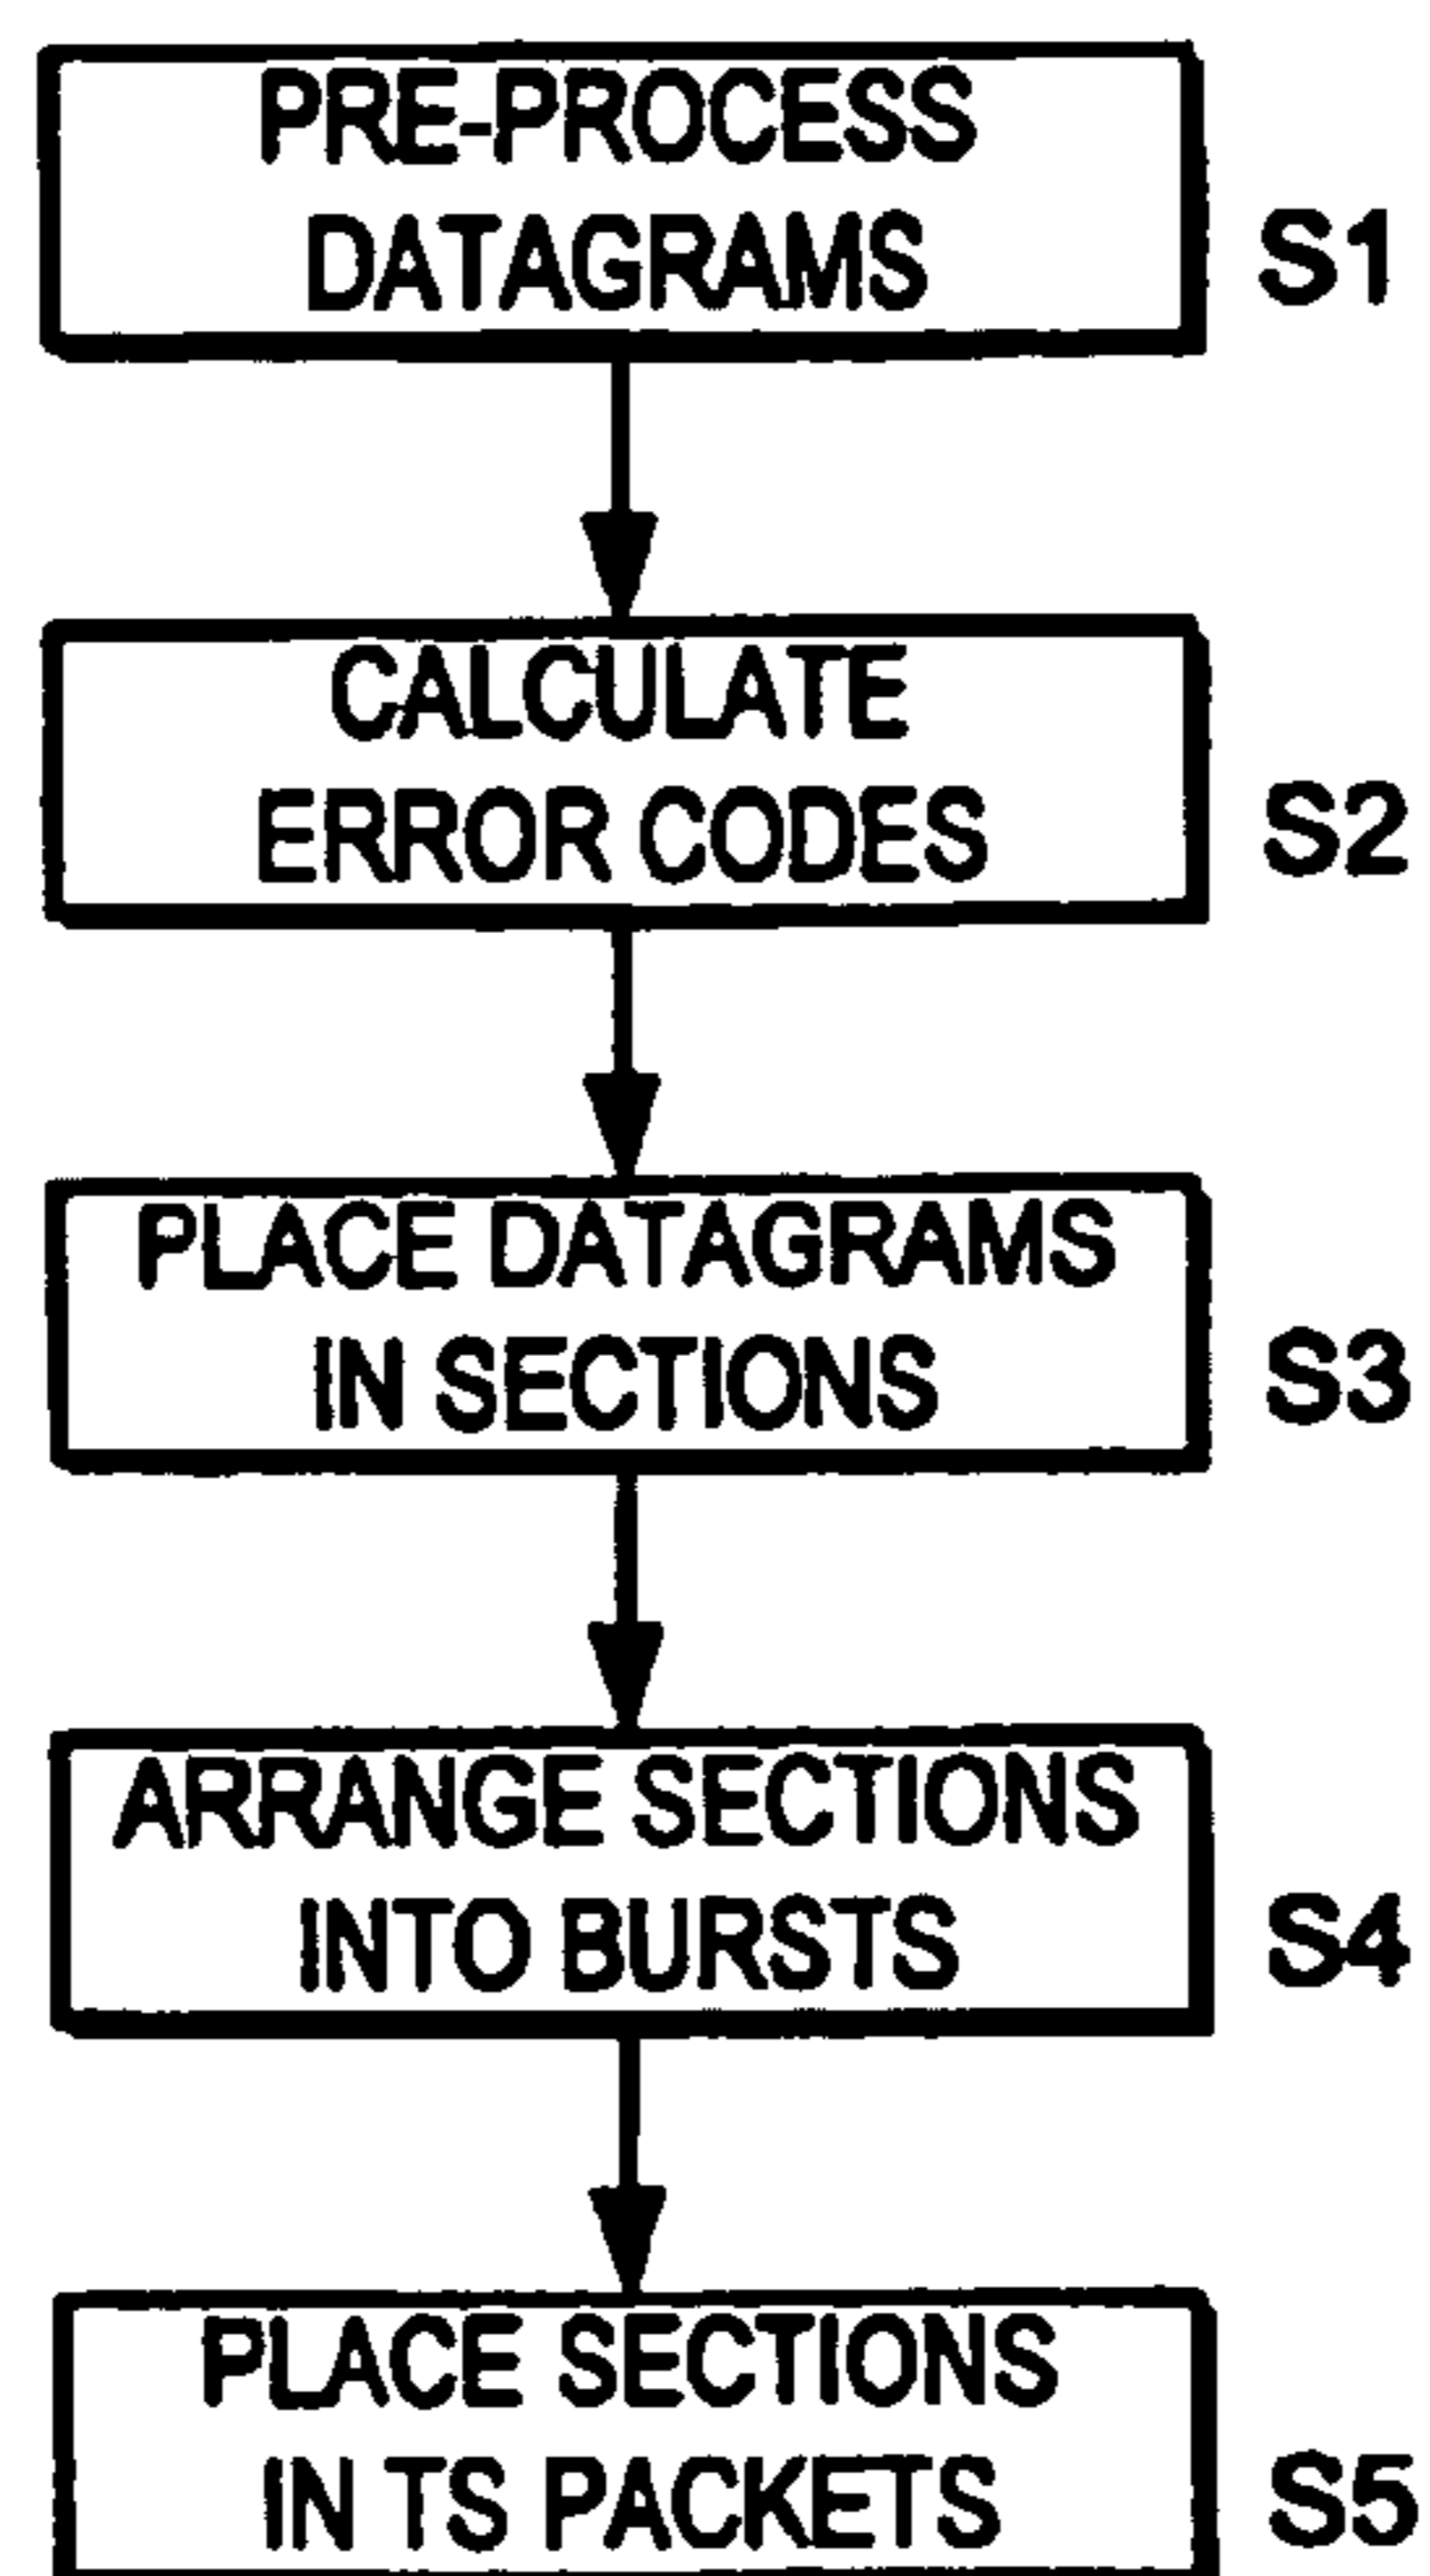 PRE-PROCESS
DATAGRAMS
S1
CALCULATE
ERROR CODES
S2
PLACE DATAGRAMS
IN SECTIONS
S3
ARRANGE SECTIONS
INTO BURSTS
S4
PLACE SECTIONS
IN TS PACKETS
S5